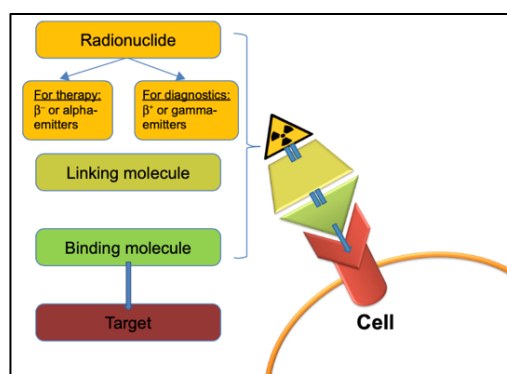 Radionuclide
For therapy:
β⁻ or alpha-
emitters
For diagnostics:
β⁺ or gamma-
emitters
Linking molecule
Binding molecule
Target
Cell